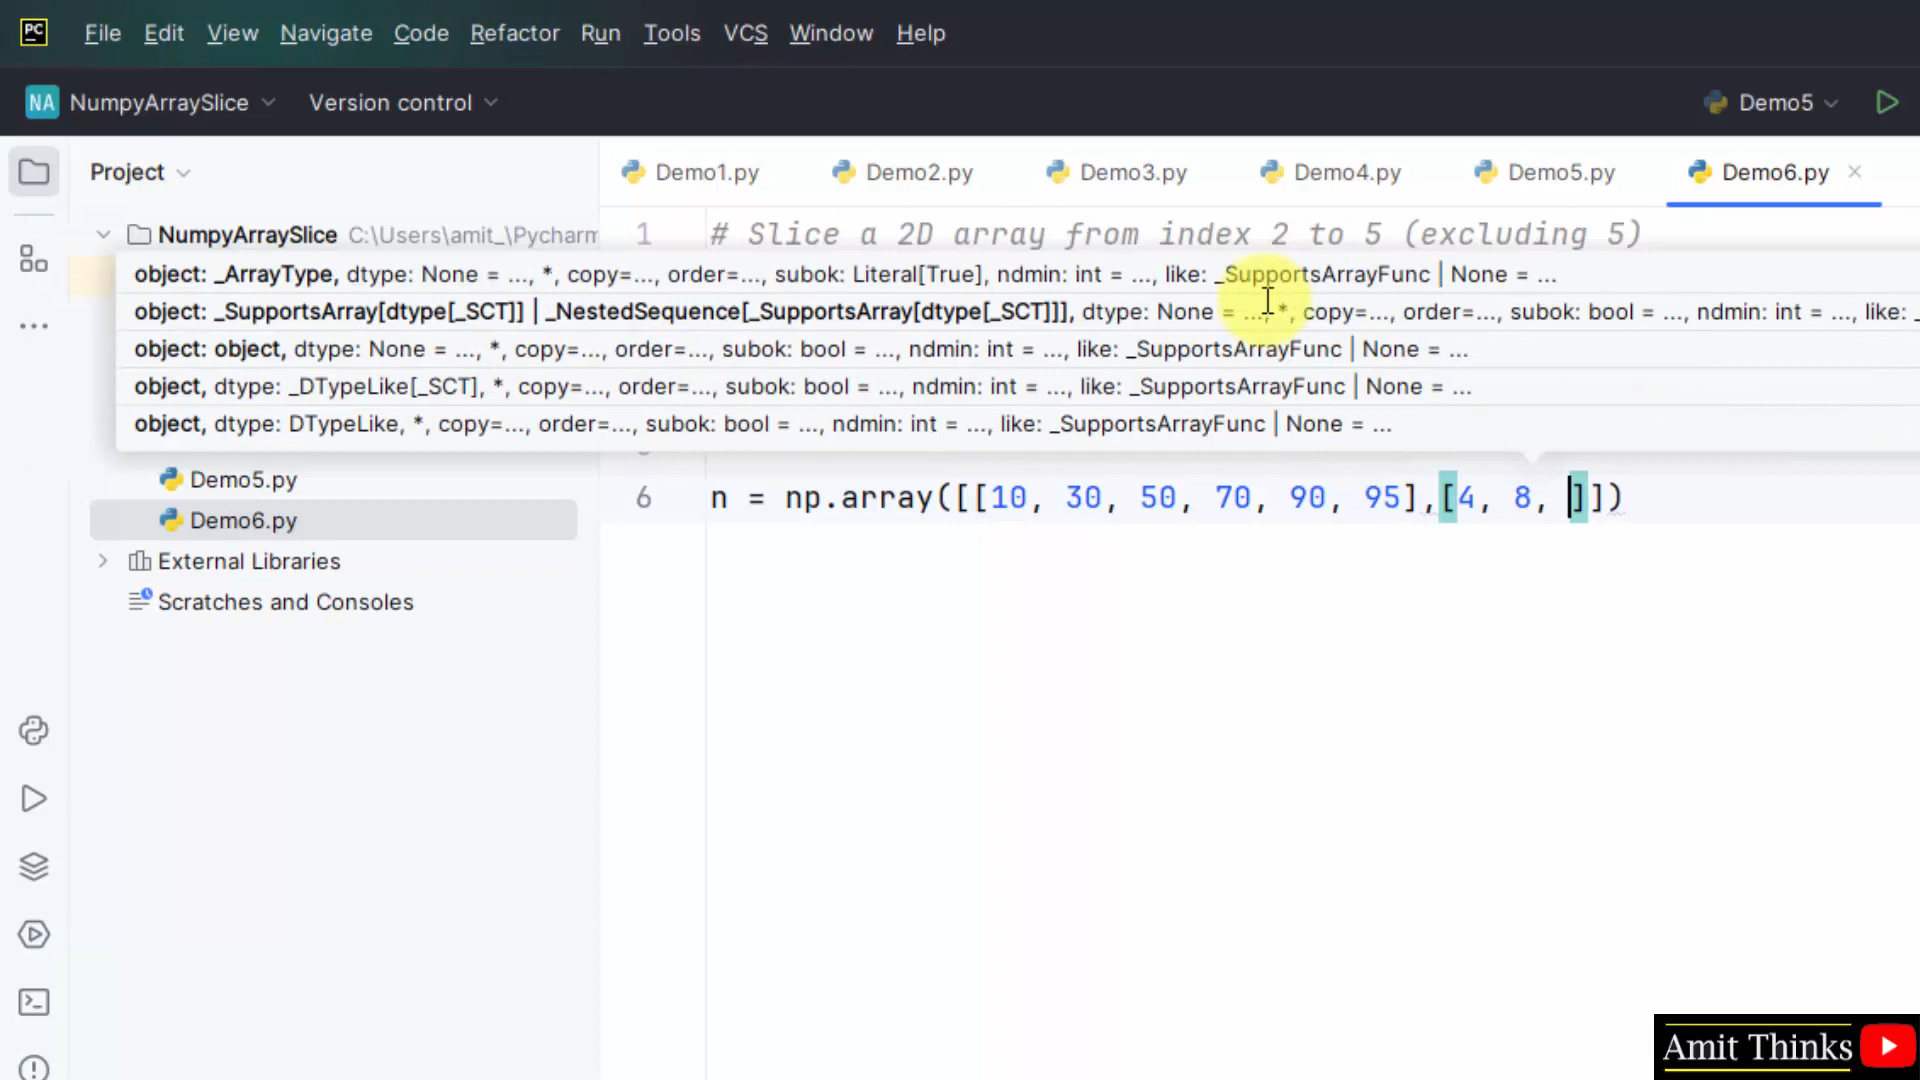 PC File Edit View Navigate Code Refactor Run Tools VCS Window Help
NA NumpyArraySlice Version control Demo5
Project Demo1.py Demo2.py Demo3.py Demo4.py Demo5.py Demo6.py
NumpyArraySlice C:\Users\amit_\Pycharm
1 # Slice a 2D array from index 2 to 5 (excluding 5)
object: _ArrayType, dtype: None = ..., *, copy=..., order=..., subok: Literal[True], ndmin: int = ..., like: _SupportsArrayFunc | None = ...
object: _SupportsArray[dtype[_SCT]] | _NestedSequence[_SupportsArray[dtype[_SCT]]], dtype: None = ..., *, copy=..., order=..., subok: bool = ..., ndmin: int = ..., like: _
object: object, dtype: None = ..., *, copy=..., order=..., subok: bool = ..., ndmin: int = ..., like: _SupportsArrayFunc | None = ...
object, dtype: _DTypeLike[_SCT], *, copy=..., order=..., subok: bool = ..., ndmin: int = ..., like: _SupportsArrayFunc | None = ...
object, dtype: DTypeLike, *, copy=..., order=..., subok: bool = ..., ndmin: int = ..., like: _SupportsArrayFunc | None = ...
Demo5.py
6 n = np.array([[10, 30, 50, 70, 90, 95],[4, 8, ]])
Demo6.py
External Libraries
Scratches and Consoles
Amit Thinks